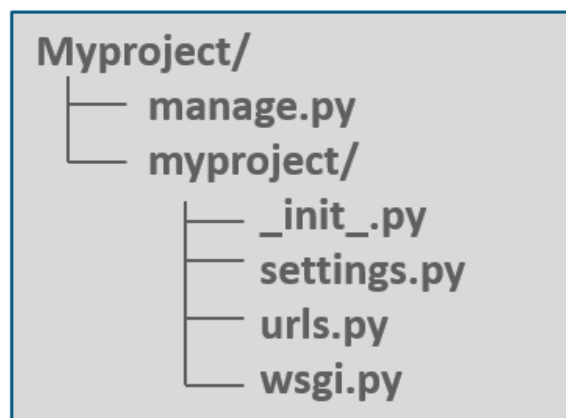 Myproject/
manage.py
myproject/
_init_.py
settings.py
urls.py
wsgi.py